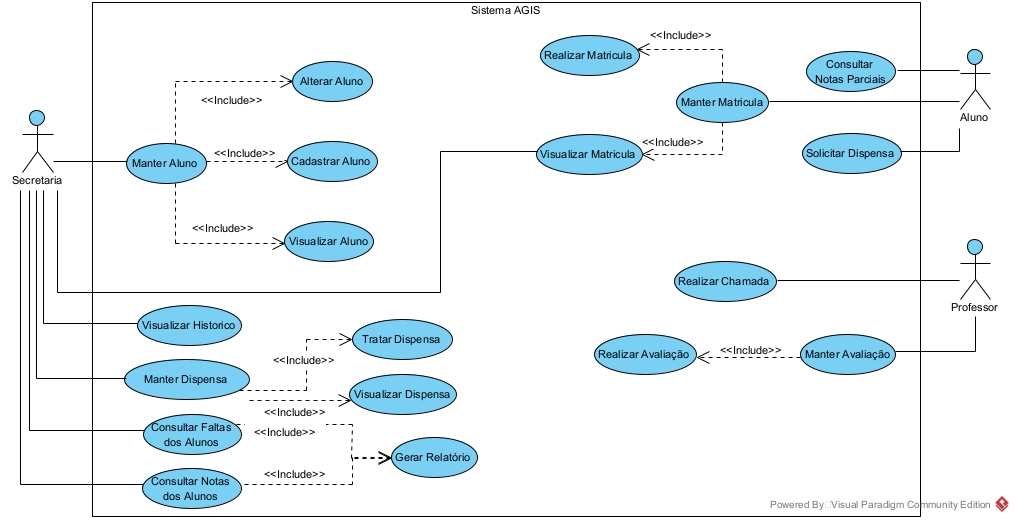 Sistema AGIS
<<Include>>
Realizar Matricula
Consultar
Notas Parciais
Alterar Aluno
<<Include>>
Manter Matricula
Aluno
<<Include>>
Manter Aluno
<<Include>>
Cadastrar Aluno
Visualizar Matricula
Solicitar Dispensa
Secretaria
<<Include>>
Visualizar Aluno
Realizar Chamada
Professor
Visualizar Historico
Tratar Dispensa
<<Include>>
Realizar Avaliação
<<Include>>
Manter Avaliação
Manter Dispensa
Visualizar Dispensa
<<Include>>
Consultar Faltas
dos Alunos
<<Include>>
Gerar Relatório
<<Include>>
Consultar Notas
dos Alunos
Powered By Visual Paradigm Community Edition